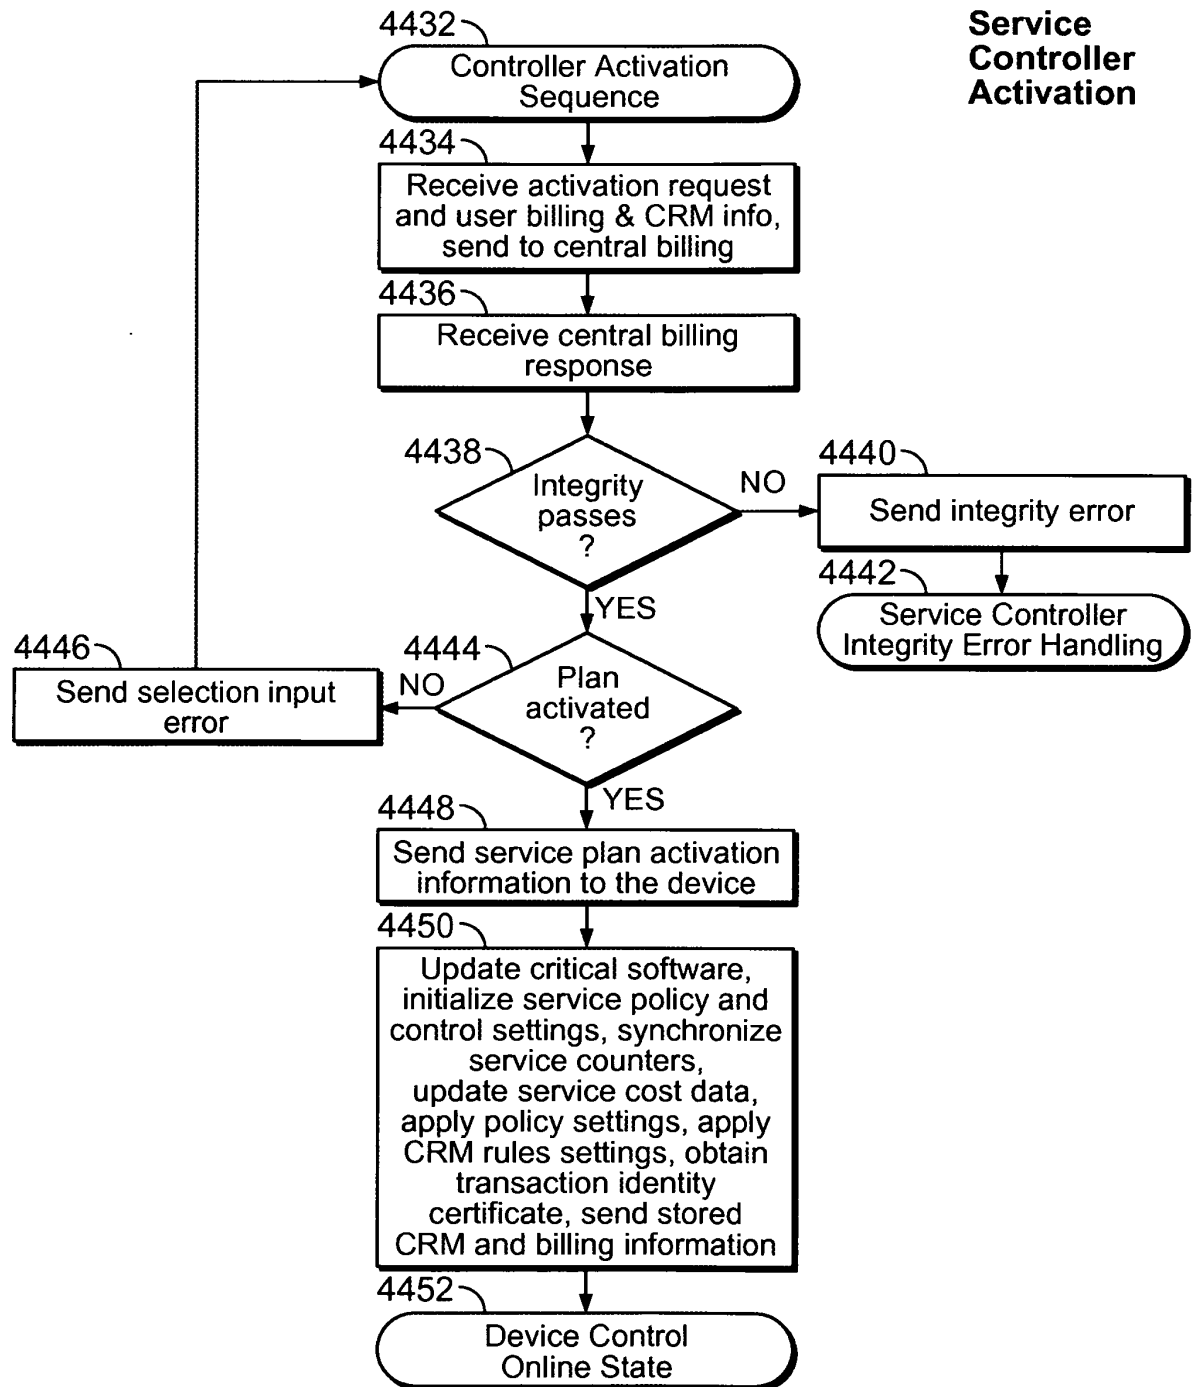 Service
Controller
Activation
4432
Controller Activation
Sequence
4434
Receive activation request
and user billing & CRM info,
send to central billing
4436
Receive central billing
response
4438
Integrity
passes
?
NO
4440
Send integrity error
4442
Service Controller
Integrity Error Handling
YES
4444
Plan
activated
?
NO
4446
Send selection input
error
YES
4448
Send service plan activation
information to the device
4450
Update critical software,
initialize service policy and
control settings, synchronize
service counters,
update service cost data,
apply policy settings, apply
CRM rules settings, obtain
transaction identity
certificate, send stored
CRM and billing information
4452
Device Control
Online State